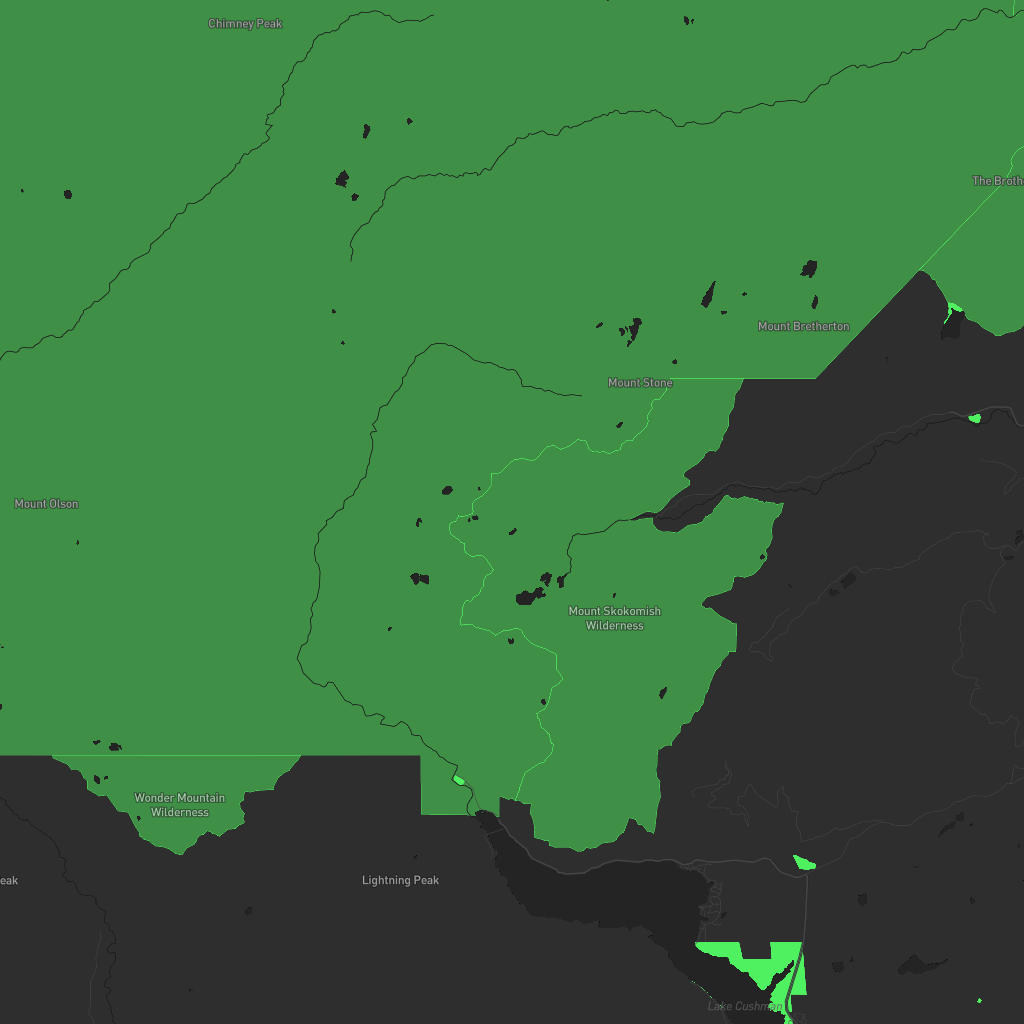 Chimney Peak
The Broth
Mount Bretherton
Mount Stone
Mount Olson
Mount Skokomish
Wilderness
Wonder Mountain
Wilderness
eak
Lightning Peak
Lake Cushman